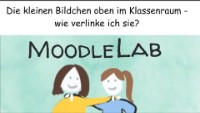 Die kleinen Bildchen oben im Klassenraum -
wie verlinke ich sie?
MOODLELAB